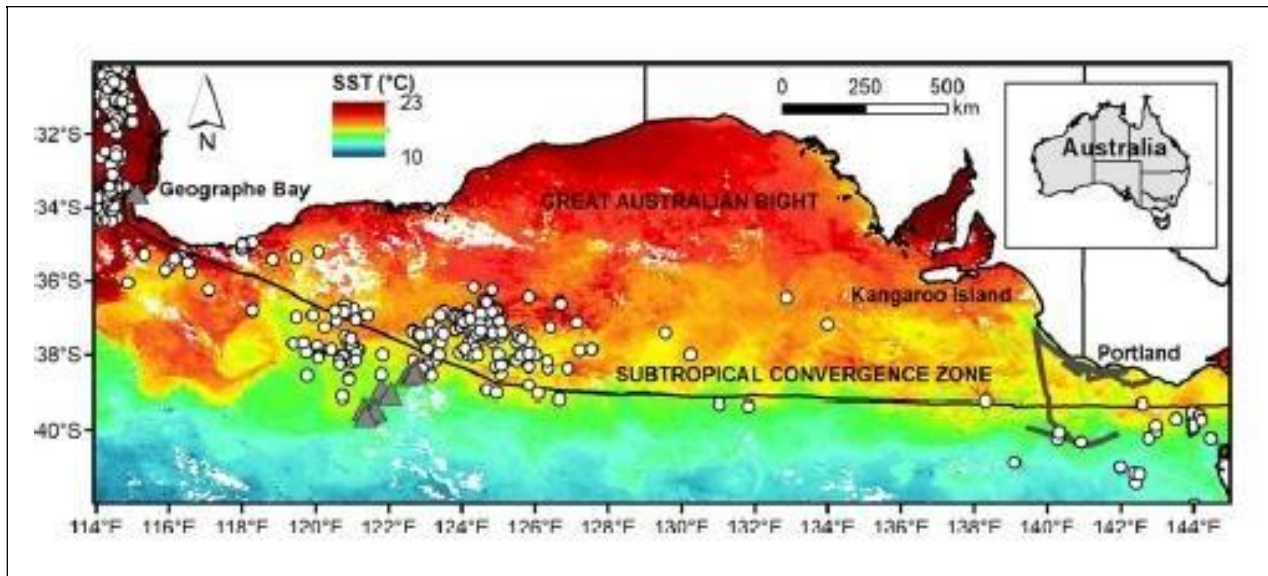 SST (°C)
23
10
0 250 500
km
N
Australia
32°S
34°S
36°S
38°S
40°S
Geographe Bay
GREAT AUSTRALIAN BIGHT
Kangaroo Island
Portland
SUBTROPICAL CONVERGENCE ZONE
114°E 116°E 118°E 120°E 122°E 124°E 126°E 128°E 130°E 132°E 134°E 136°E 138°E 140°E 142°E 144°E